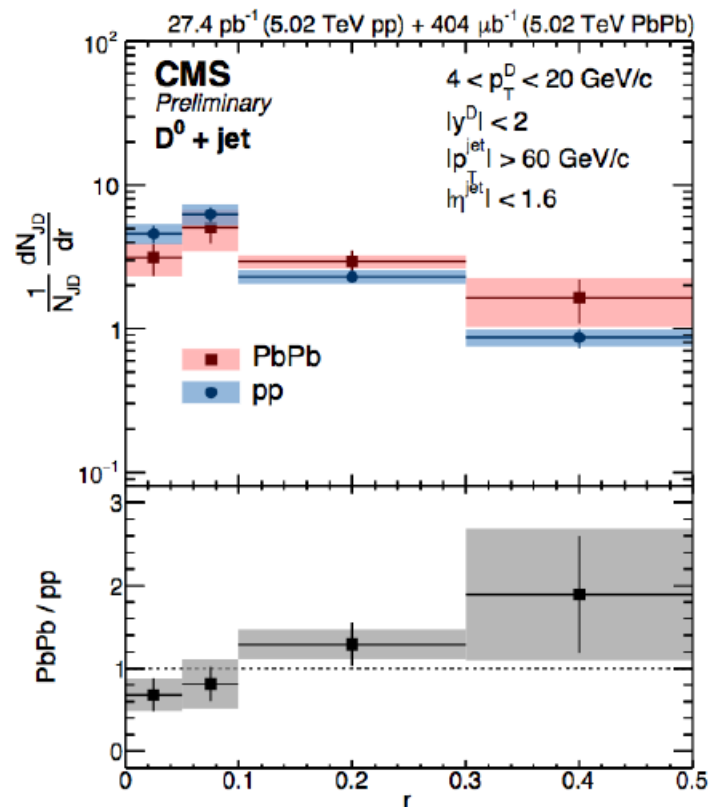 27.4 pb⁻¹ (5.02 TeV pp) + 404 μb⁻¹ (5.02 TeV PbPb)
CMS
Preliminary
D⁰ + jet
4 < p_T^D < 20 GeV/c
|y^D| < 2
|p_T^jet| > 60 GeV/c
|η^jet| < 1.6
1/N_JD dN_JD/dr
10²
10
1
10⁻¹
PbPb
pp
PbPb / pp
3
2
1
0
0 0.1 0.2 0.3 0.4 0.5
r